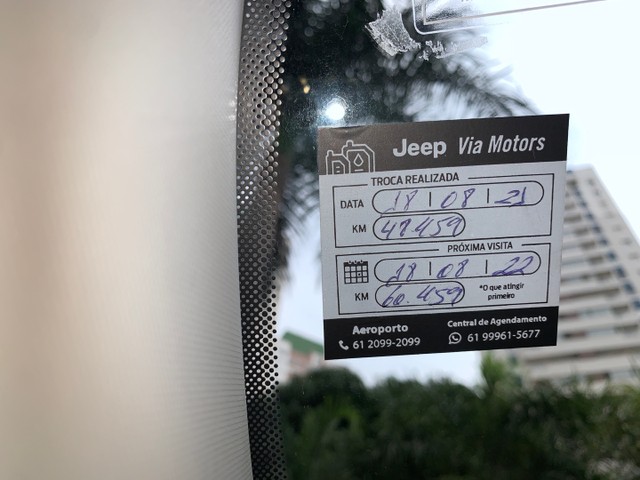 Jeep Via Motors
TROCA REALIZADA
DATA 18 | 08 | 21
KM 48.459
PRÓXIMA VISITA
18 | 08 | 22
KM 60.459 *O que atingir
primeiro
Aeroporto Central de Agendamento
61 2099-2099 61 99961-5677